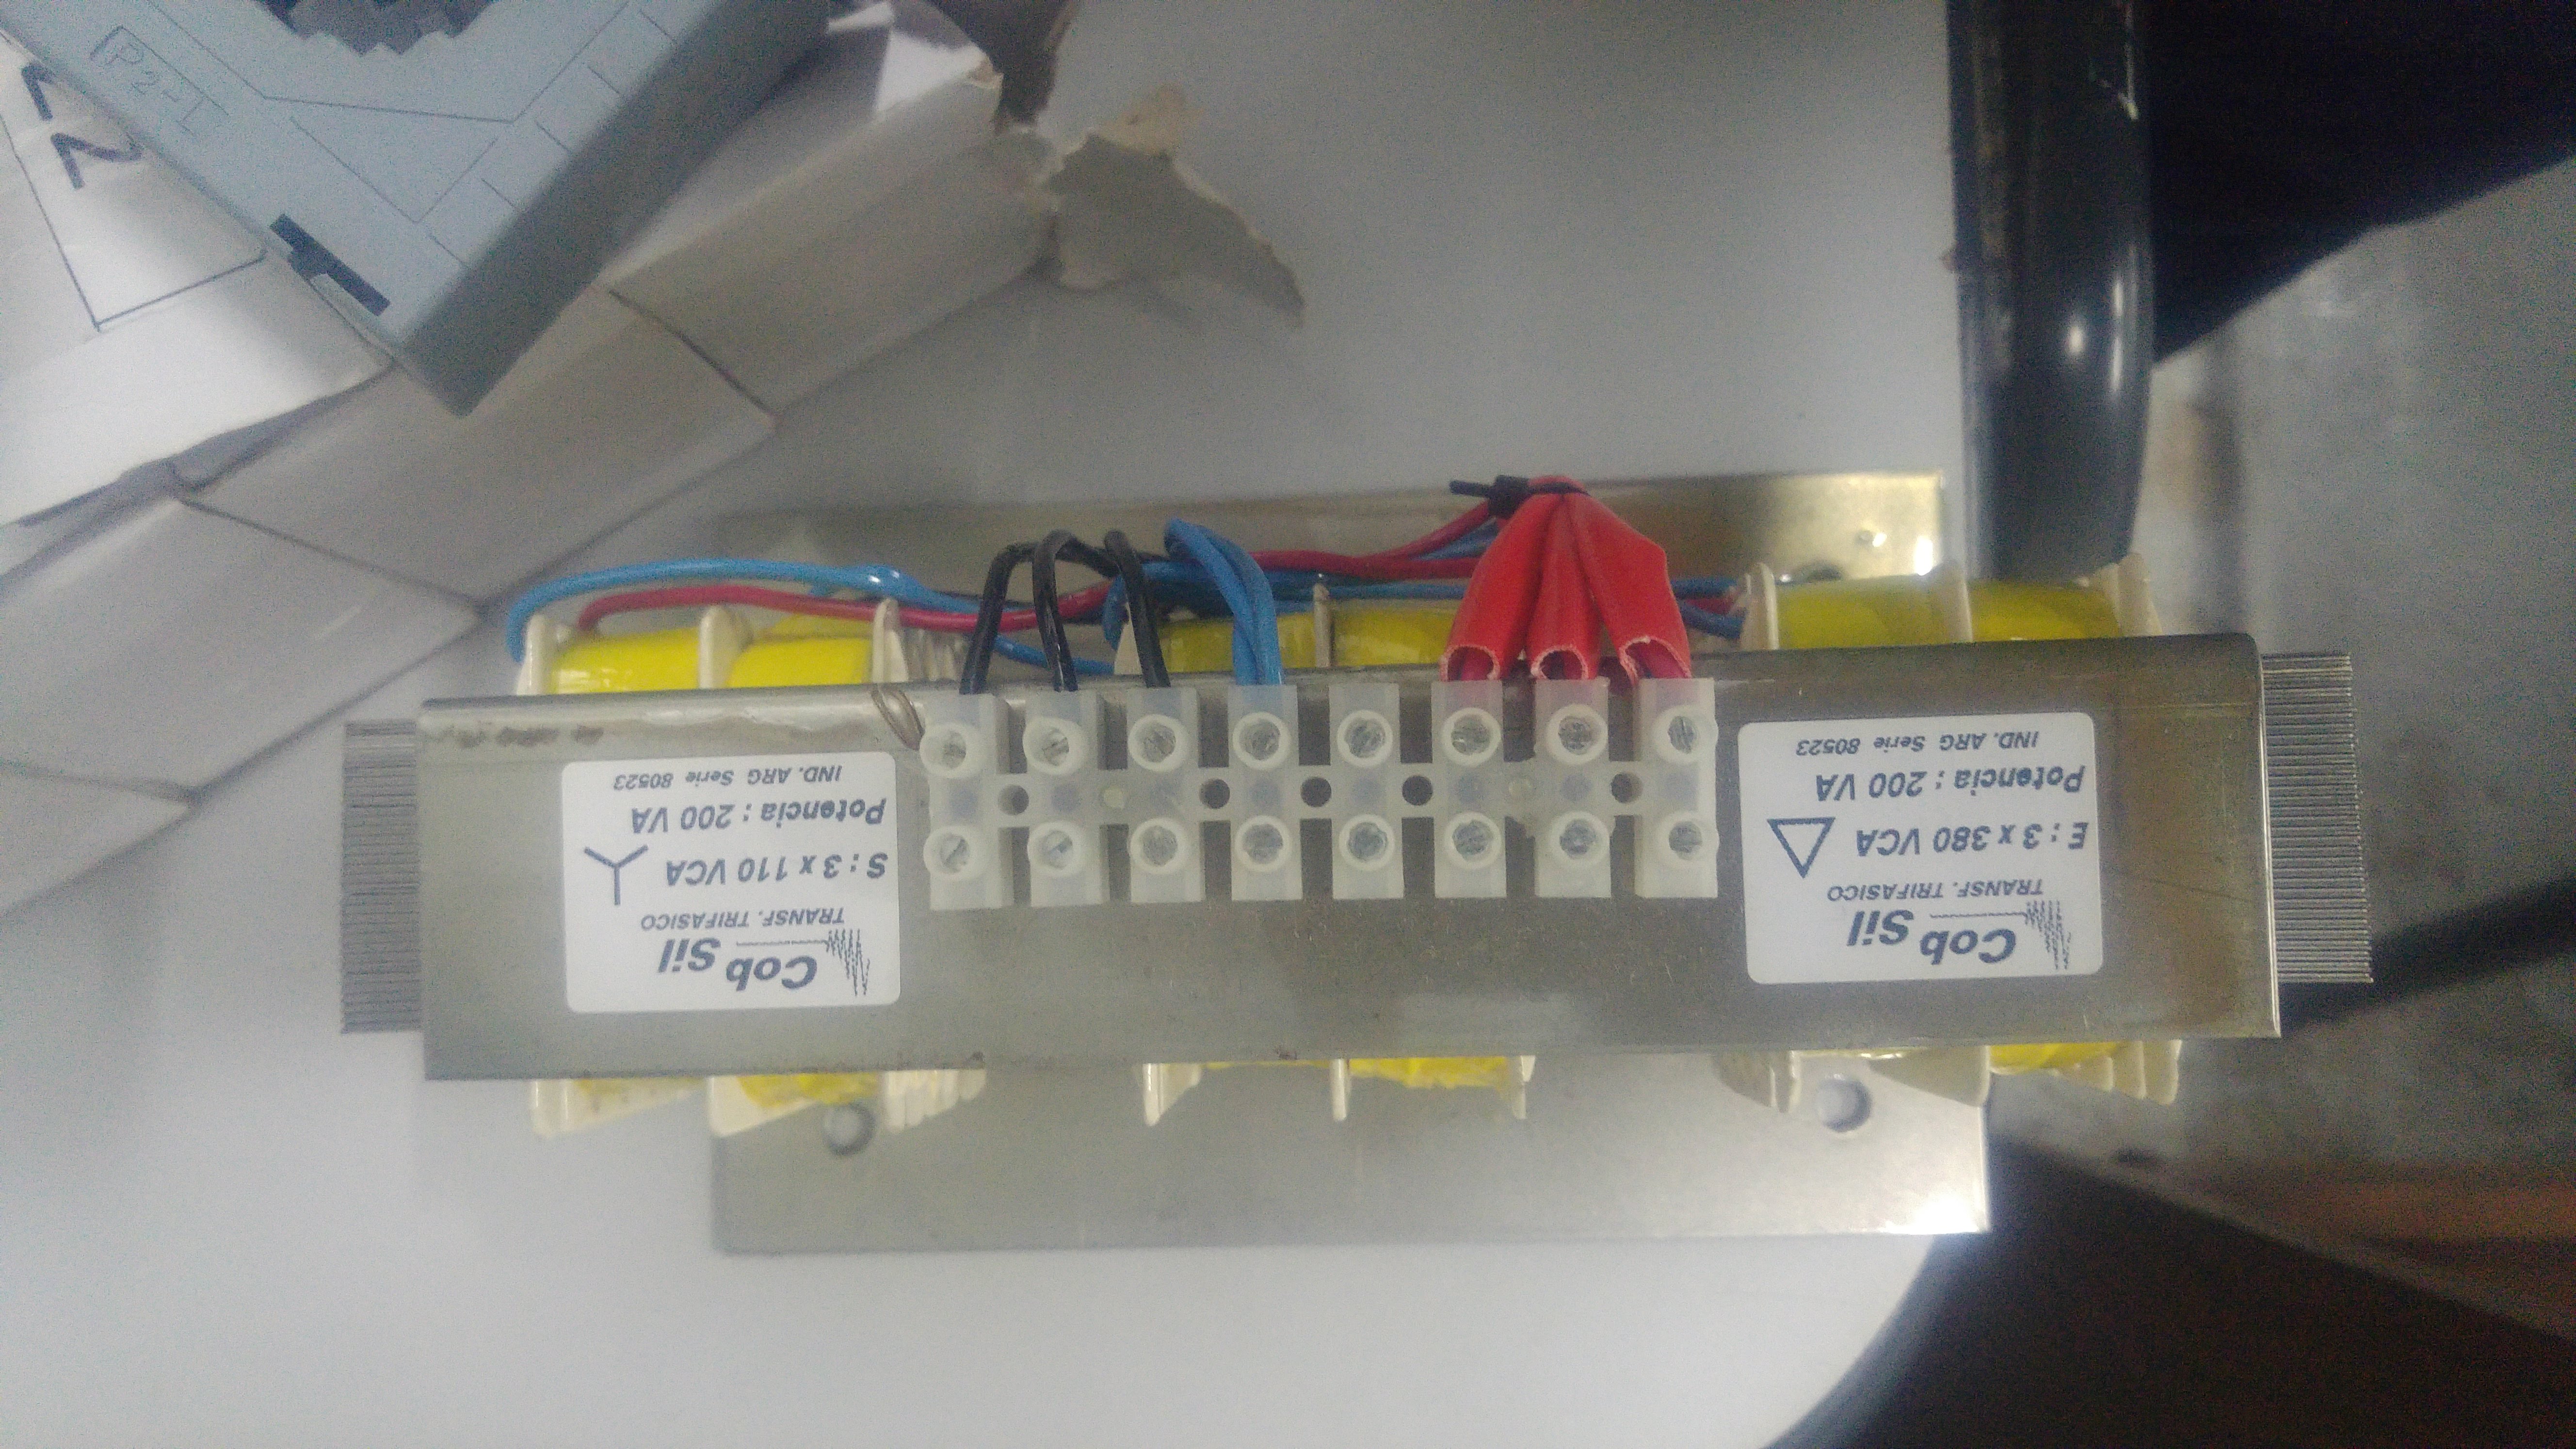 Cob Sil
TRANSF. TRIFASICO
E : 3 x 380 VCA
Potencia : 200 VA
IND. ARG Serie 80523
Cob Sil
TRANSF. TRIFASICO
S : 3 x 110 VCA
Potencia : 200 VA
IND. ARG Serie 80523